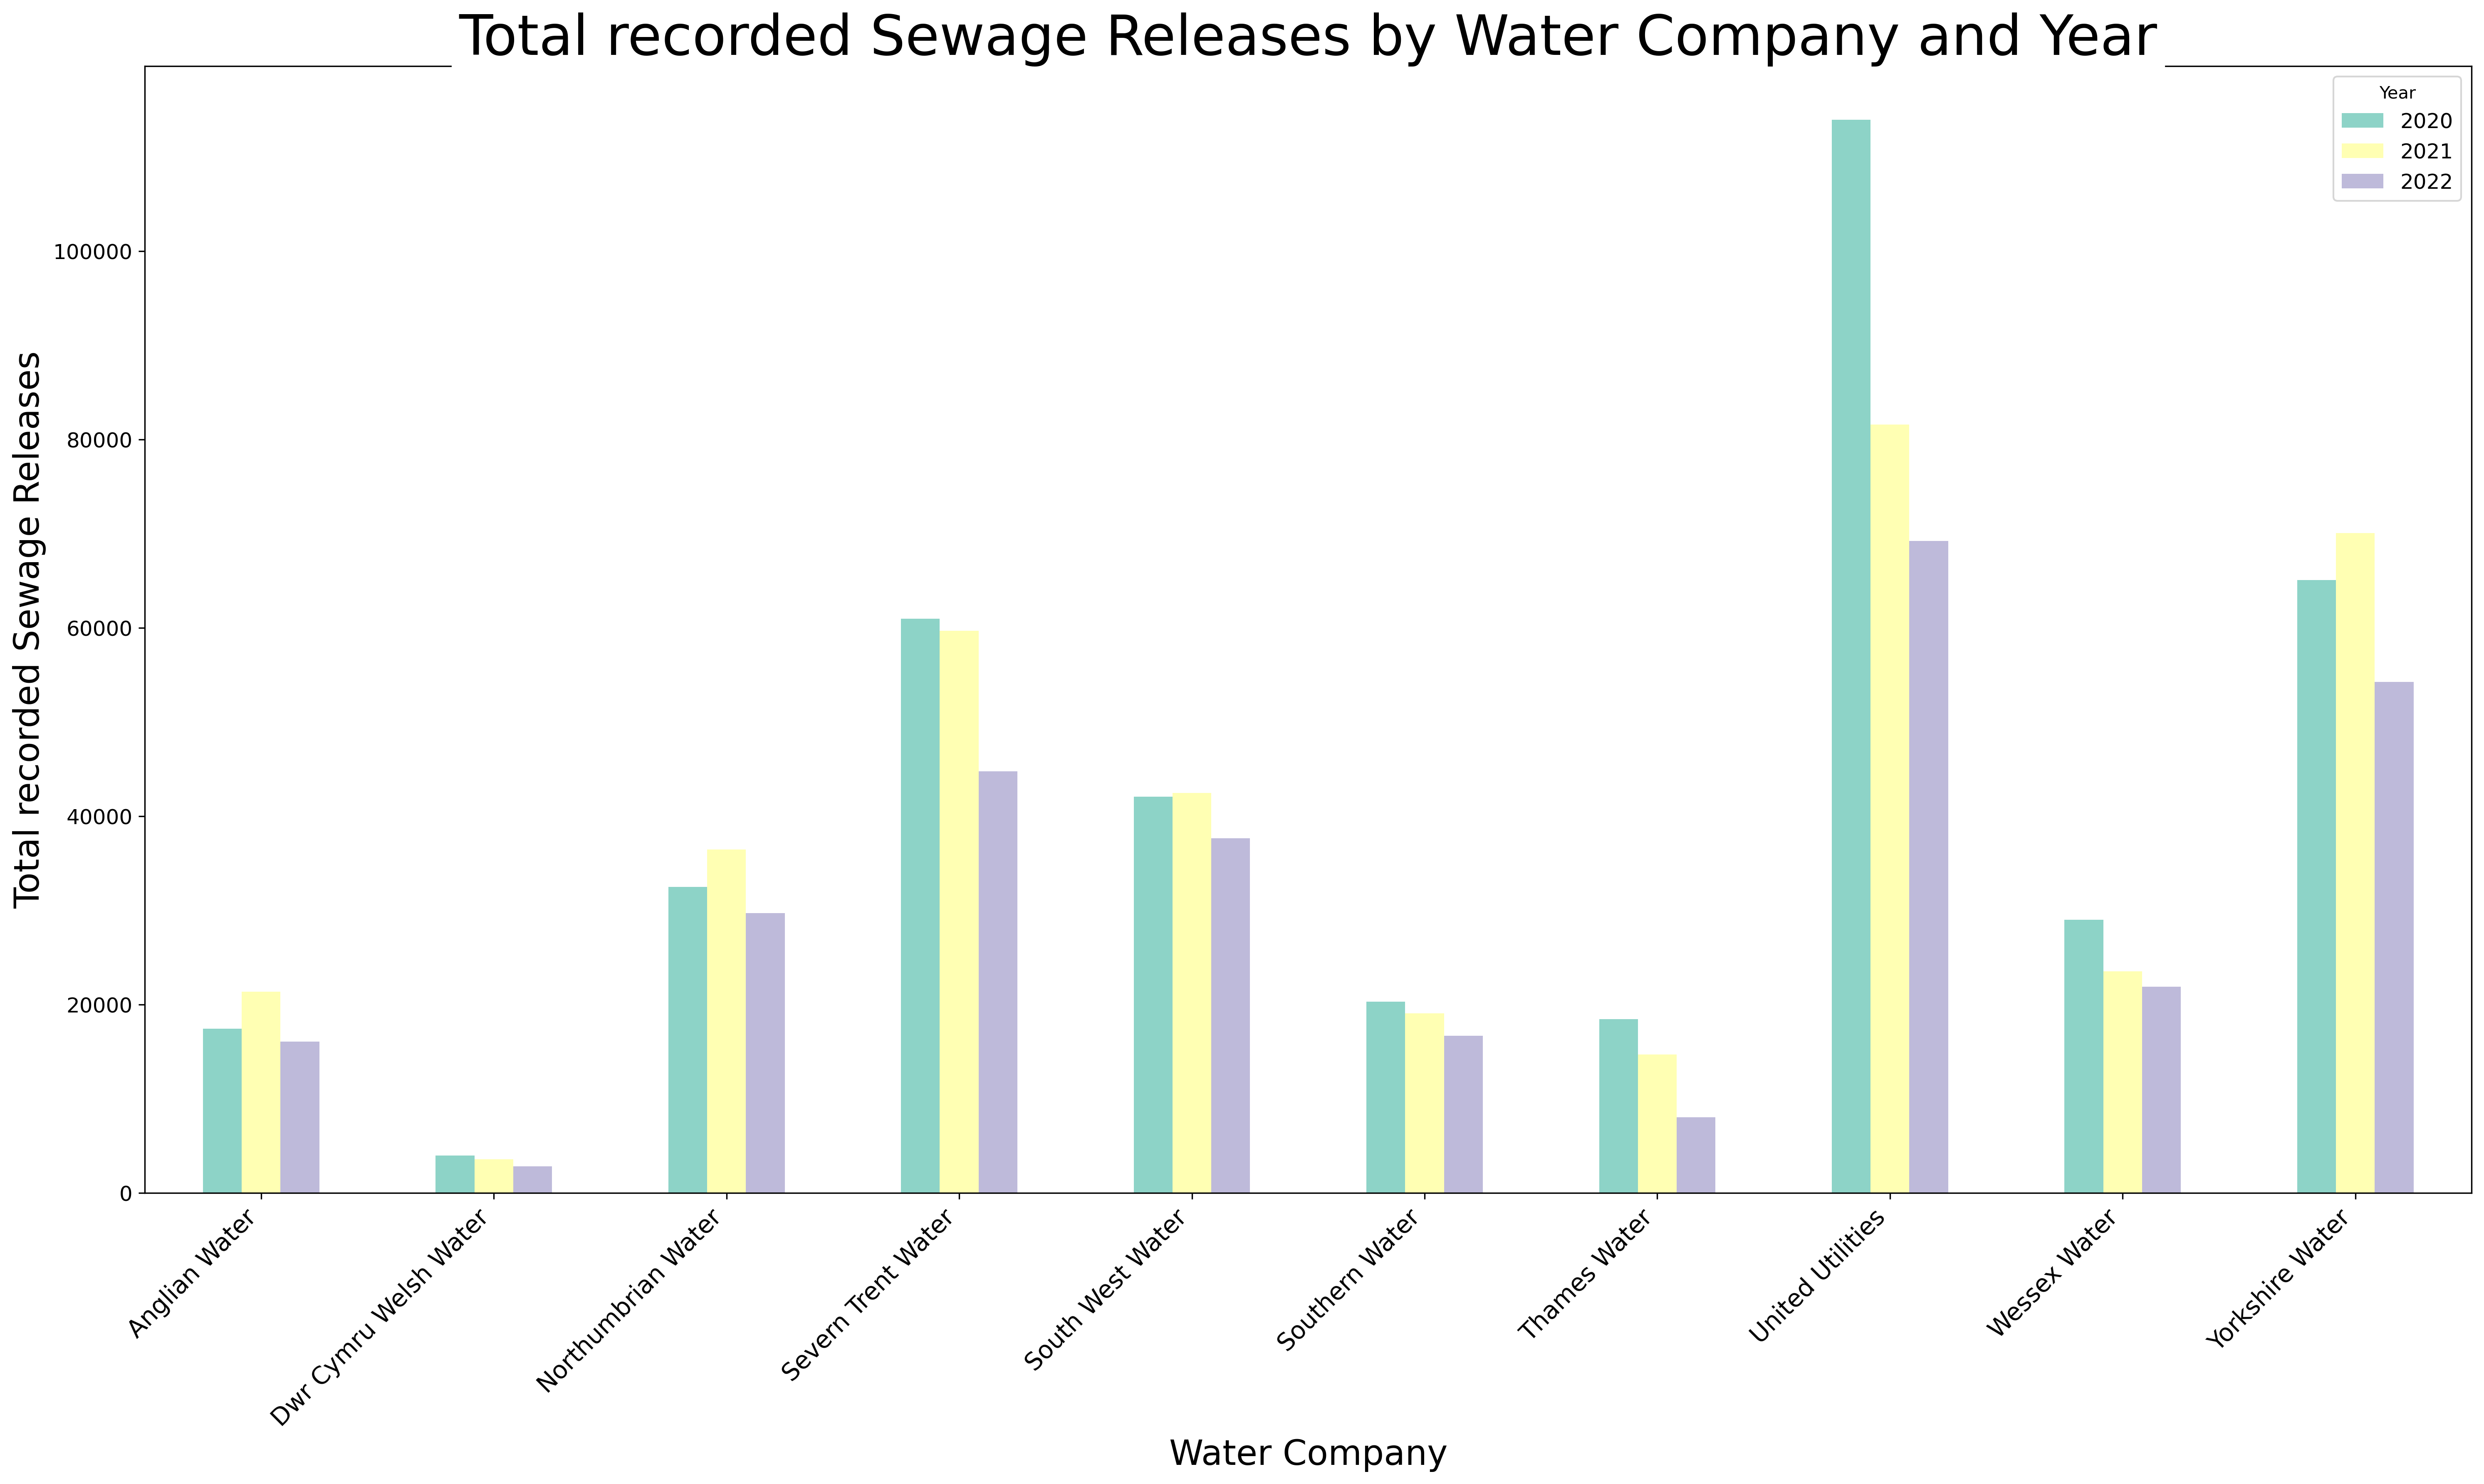 Total recorded Sewage Releases by Water Company and Year
Year
2020
2021
2022
100000
80000
60000
40000
20000
0
Total recorded Sewage Releases
Anglian Water
Dwr Cymru Welsh Water
Northumbrian Water
Severn Trent Water
South West Water
Southern Water
Thames Water
United Utilities
Wessex Water
Yorkshire Water
Water Company